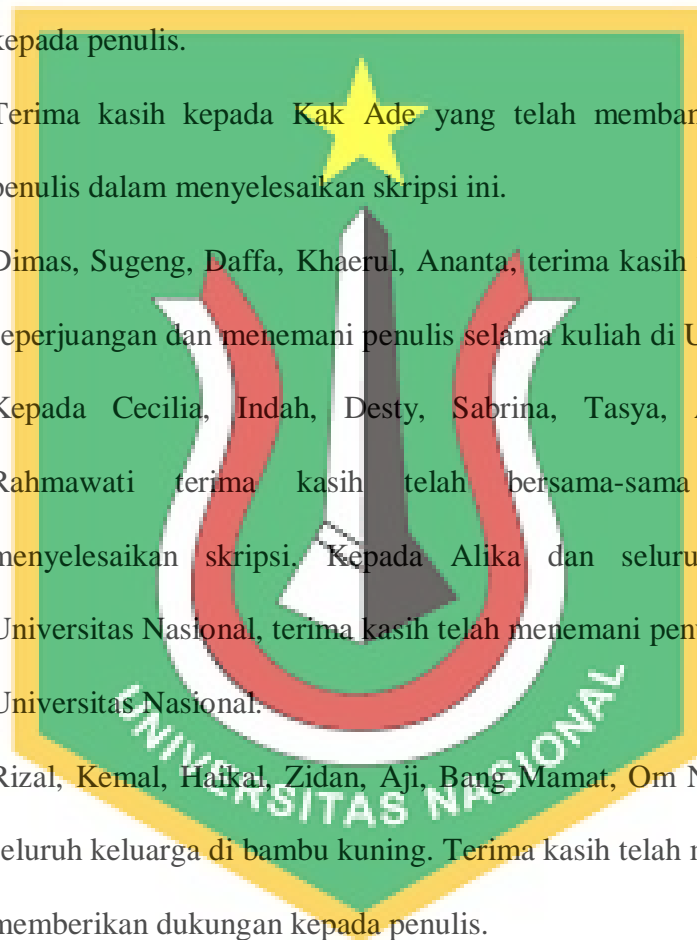 kepada penulis.
Terima kasih kepada Kak Ade yang telah memban
penulis dalam menyelesaikan skripsi ini.
Dimas, Sugeng, Daffa, Khaerul, Ananta, terima kasih
seperjuangan dan menemani penulis selama kuliah di U
Kepada Cecilia, Indah, Desty, Sabrina, Tasya,
Rahmawati terima kasih telah bersama-sama
menyelesaikan skripsi. Kepada Alika dan seluru
Universitas Nasional, terima kasih telah menemani penu
Universitas Nasional.
Rizal, Kemal, Haikal, Zidan, Aji, Bang Mamat, Om N
seluruh keluarga di bambu kuning. Terima kasih telah
memberikan dukungan kepada penulis.
UNIVERSITAS NASIONAL